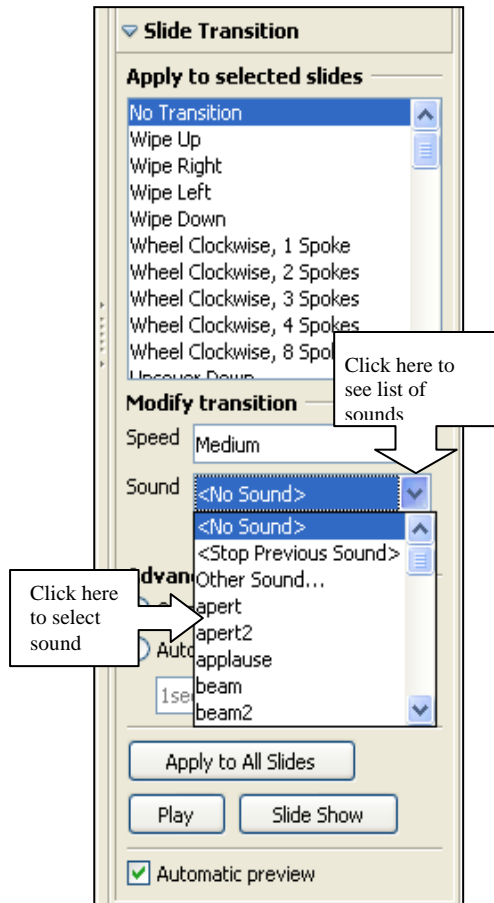 Slide Transition
Apply to selected slides
No Transition
Wipe Up
Wipe Right
Wipe Left
Wipe Down
Wheel Clockwise, 1 Spoke
Wheel Clockwise, 2 Spokes
Wheel Clockwise, 3 Spokes
Wheel Clockwise, 4 Spokes
Wheel Clockwise, 8
Click here to
see list of
sounds
Modify transition
Speed Medium
Sound <No Sound>
<No Sound>
<Stop Previous Sound>
Other Sound...
apert
apert2
applause
beam
beam2
Click here
to select
sound
Apply to All Slides
Play Slide Show
Automatic preview